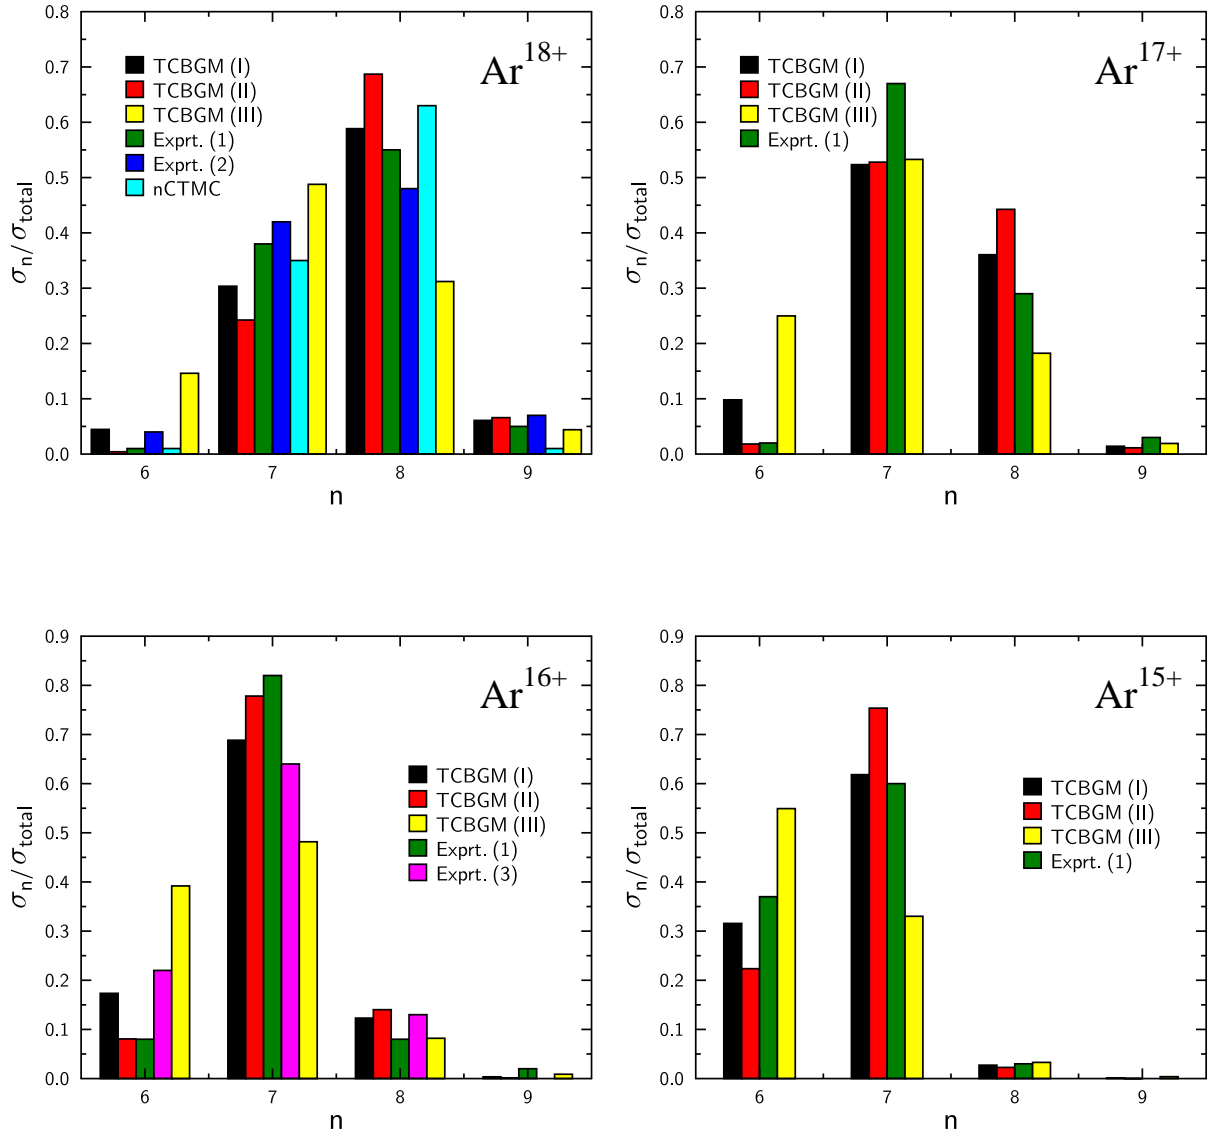 0.8
0.7
0.6
0.5
0.4
0.3
0.2
0.1
0.0
σn/σtotal
Ar18+
TCBGM (I)
TCBGM (II)
TCBGM (III)
Exprt. (1)
Exprt. (2)
nCTMC
6 7 8 9
n
0.8
0.7
0.6
0.5
0.4
0.3
0.2
0.1
0.0
σn/σtotal
Ar17+
TCBGM (I)
TCBGM (II)
TCBGM (III)
Exprt. (1)
6 7 8 9
n
0.9
0.8
0.7
0.6
0.5
0.4
0.3
0.2
0.1
0.0
σn/σtotal
Ar16+
TCBGM (I)
TCBGM (II)
TCBGM (III)
Exprt. (1)
Exprt. (3)
6 7 8 9
n
0.9
0.8
0.7
0.6
0.5
0.4
0.3
0.2
0.1
0.0
σn/σtotal
Ar15+
TCBGM (I)
TCBGM (II)
TCBGM (III)
Exprt. (1)
6 7 8 9
n